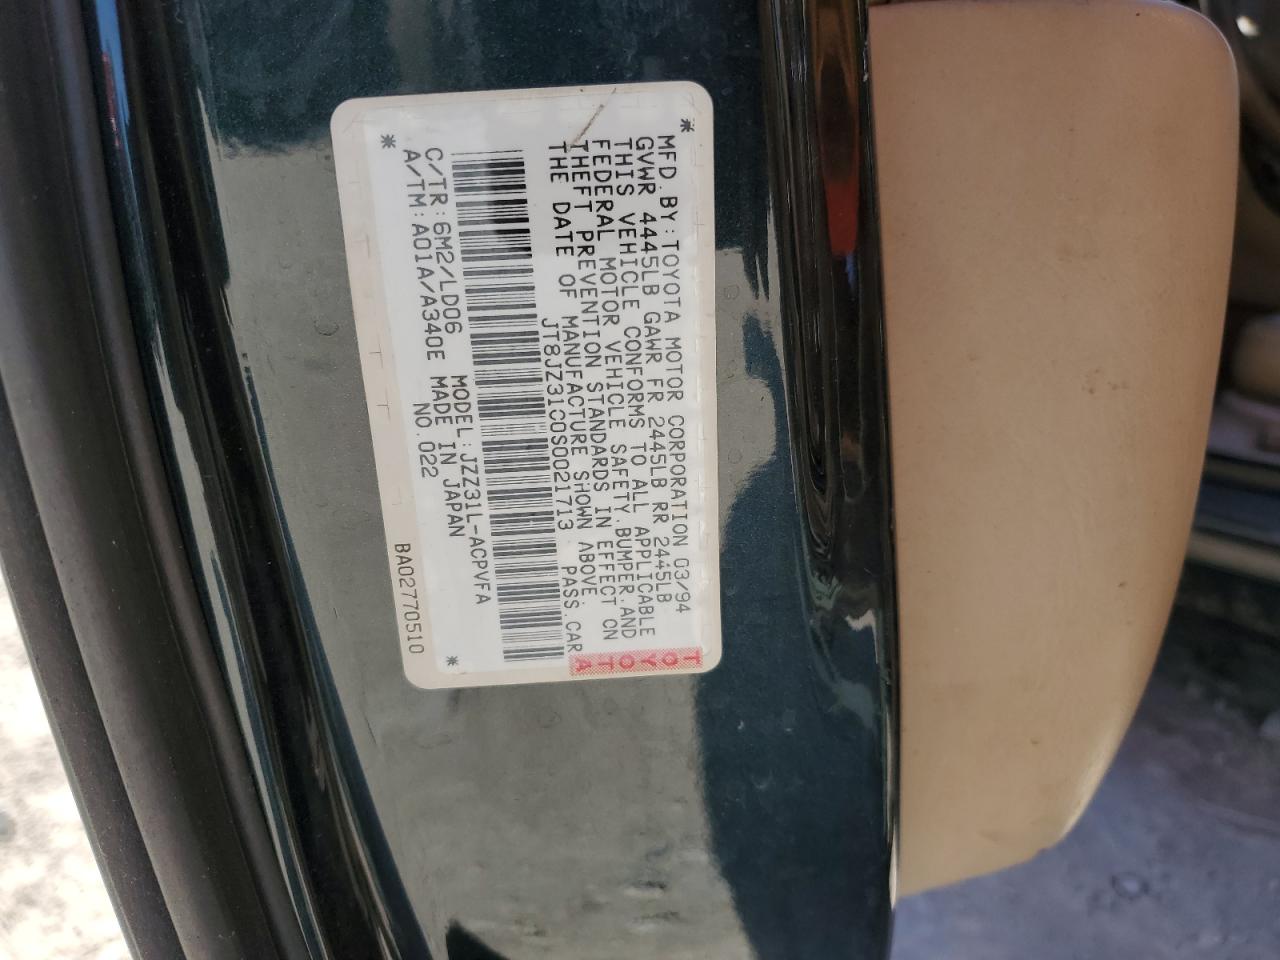 MFD.BY:TOYOTA MOTOR CORPORATION 03/94
GVWR 4445LB GAWR FR 2445LB RR 2445LB
THIS VEHICLE CONFORMS TO ALL APPLICABLE
FEDERAL MOTOR VEHICLE SAFETY,BUMPER,AND
THEFT PREVENTION STANDARDS IN EFFECT ON
THE DATE OF MANUFACTURE SHOWN ABOVE.
JT8JZ31C0S0021713 PASS.CAR
TOYOTA
MODEL:JZZ31L-ACPVFA
C/TR:6M2/LD06 MADE IN JAPAN
A/TM:A01A/A340E NO.022
BA02770510